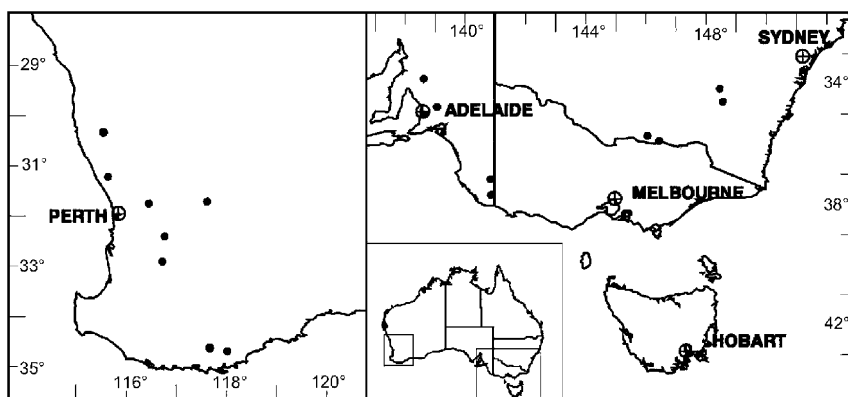 29°
31°
PERTH
33°
35°
116°
118°
120°
140°
144°
148°
SYDNEY
34°
ADELAIDE
MELBOURNE
38°
42°
HOBART